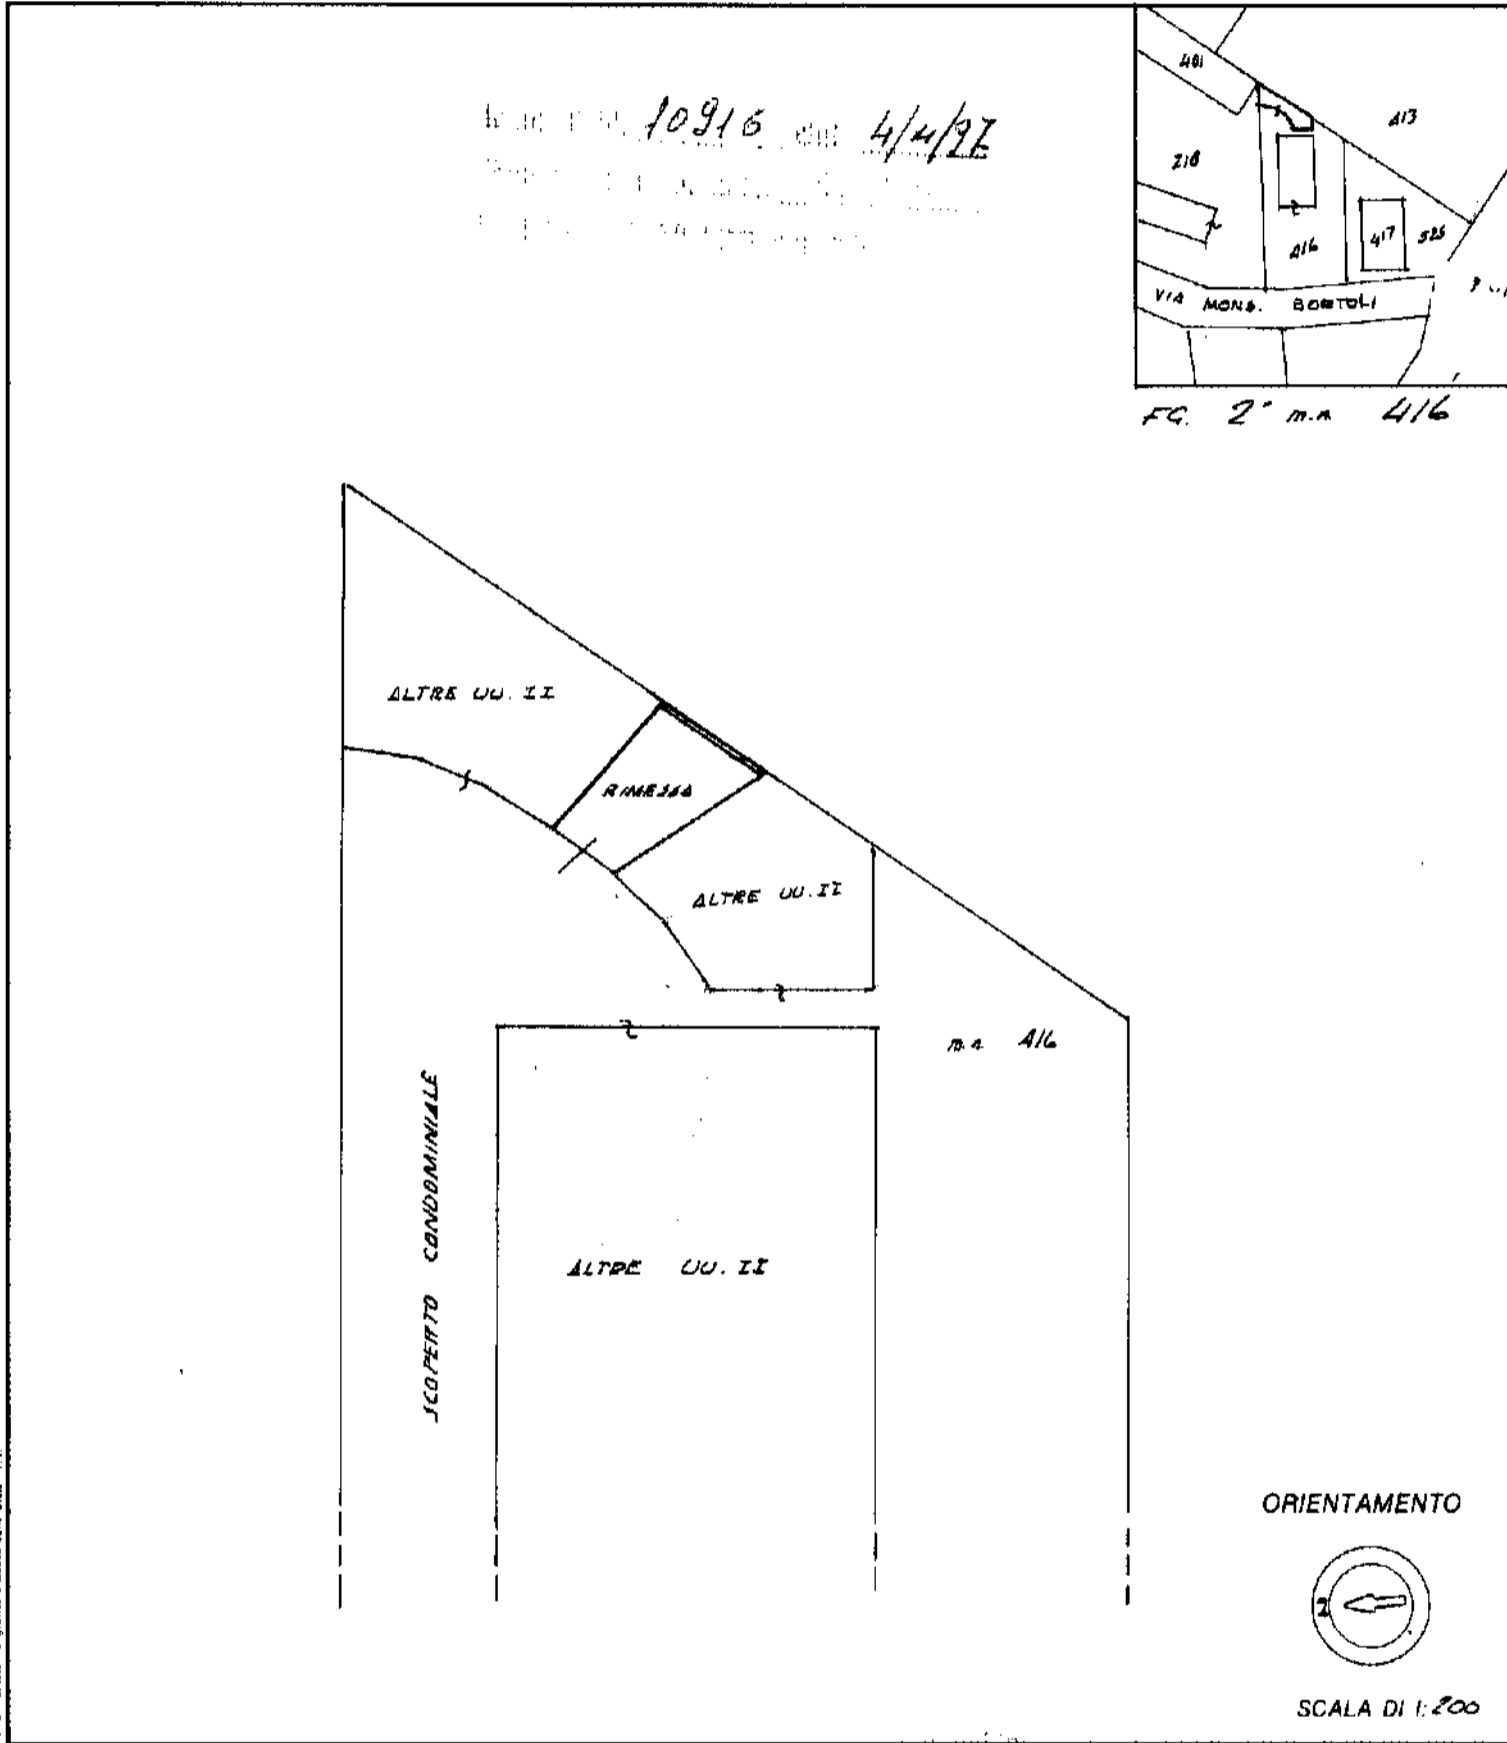 10916 4/4/97
401
413
218
416
417
525
VIA MONS. BORTOLI
FG. 2° m.n 416
ALTRE UU. II
RIMESSA
ALTRE UU. II
m.n 416
SCOPERTO CONDOMINIALE
ALTRE UU. II
ORIENTAMENTO
SCALA DI 1: 200